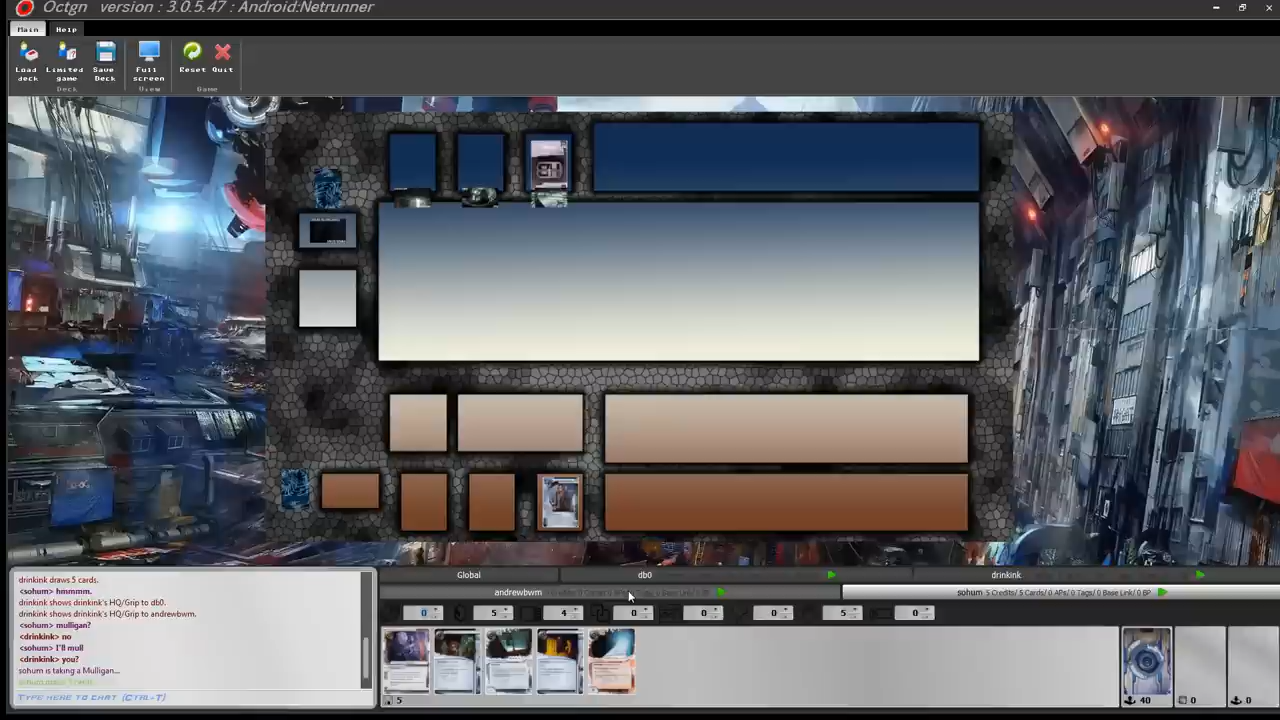 Octgn version : 3.0.5.47 : Android:Netrunner
Main Help
Load deck
Limited game
Save Deck
Full screen
Reset
Quit
Deck
View
Game
drinkink draws 5 cards.
<sohum> hmmmm.
drinkink shows drinkink's HQ/Grip to db0.
drinkink shows drinkink's HQ/Grip to andrewbwm.
<sohum> mulligan?
<drinkink> no
<sohum> I'll mull
<drinkink> you?
sohum is taking a Mulligan...
TYPE HERE TO CHAT (CTRL-T)
Global
db0
drinkink
andrewbwm
sohum 5 Credits/ 5 Cards/ 0 APs/ 0 Tags/ 0 Base Link/ 0 BP
0 5 4 0 0 0 5 0
5
40
0
0